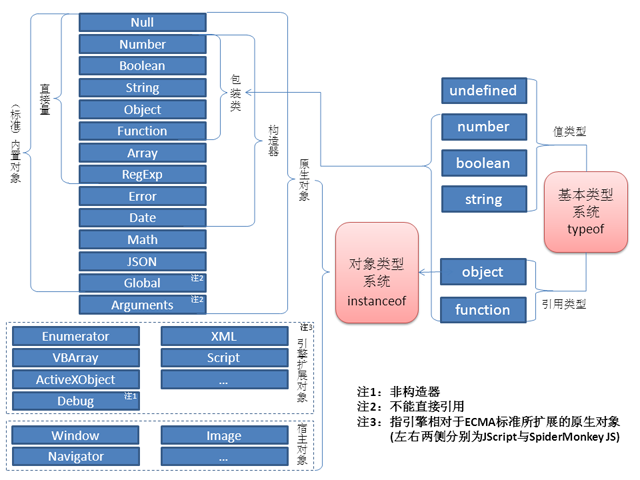 Null
Number
Boolean
String
Object
Function
Array
RegExp
Error
Date
Math
JSON
Global 注2
Arguments 注2
(标准)内置对象
直接量
包装类
构造器
原生对象
Enumerator
VBArray
ActiveXObject
Debug 注1
XML
Script
...
注3
引擎扩展对象
Window
Navigator
Image
...
宿主对象
对象类型
系统
instanceof
undefined
number
boolean
string
object
function
值类型
引用类型
基本类型
系统
typeof
注1：非构造器
注2：不能直接引用
注3：指引擎相对于ECMA标准所扩展的原生对象
(左右两侧分别为JScript与SpiderMonkey JS)